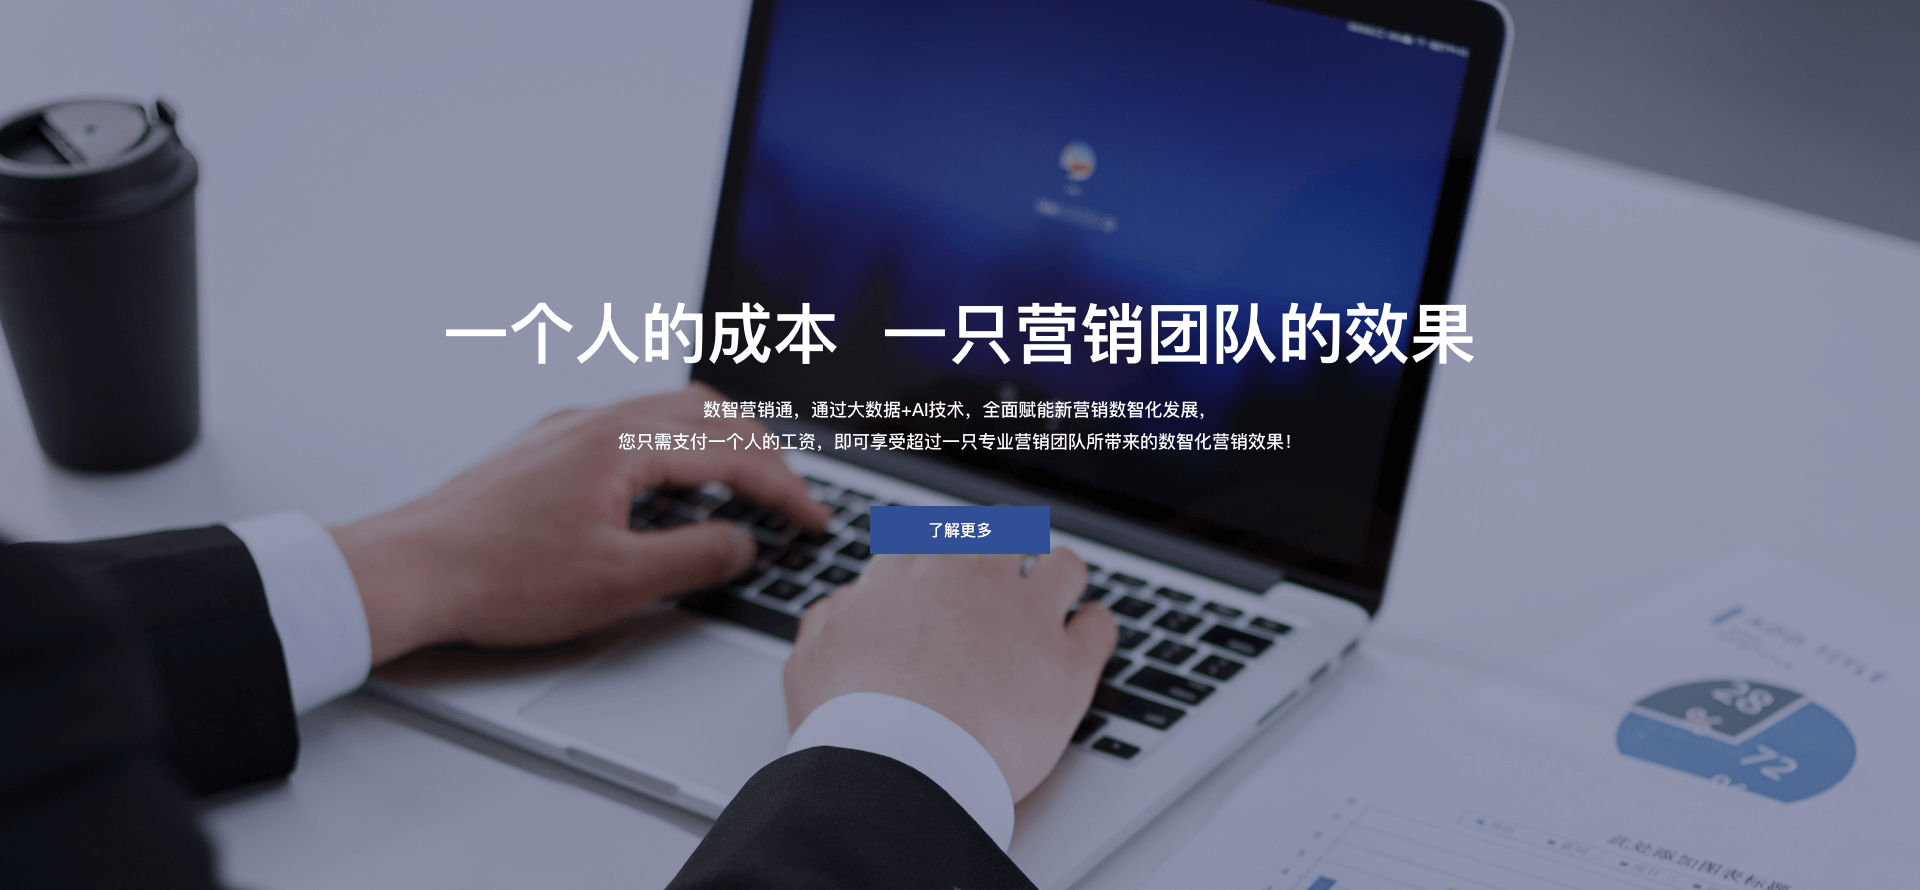 一个人的成本 一只营销团队的效果
数智营销通，通过大数据+AI技术，全面赋能新营销数智化发展，
您只需支付一个人的工资，即可享受超过一只专业营销团队所带来的数智化营销效果！
了解更多
ADD TITLE
28
%
72
%
此处添加图表标题